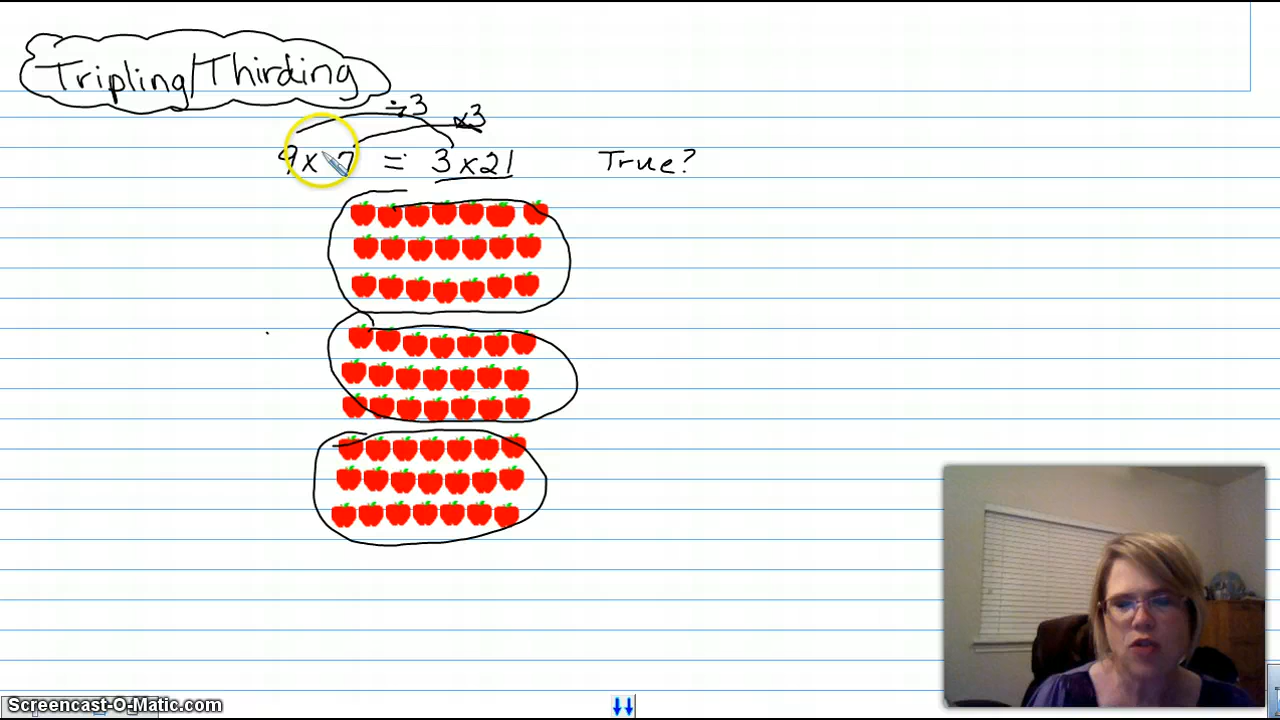 Tripling/Thirding
÷3 x3
9x7 = 3x21 True?
Screencast-O-Matic.com